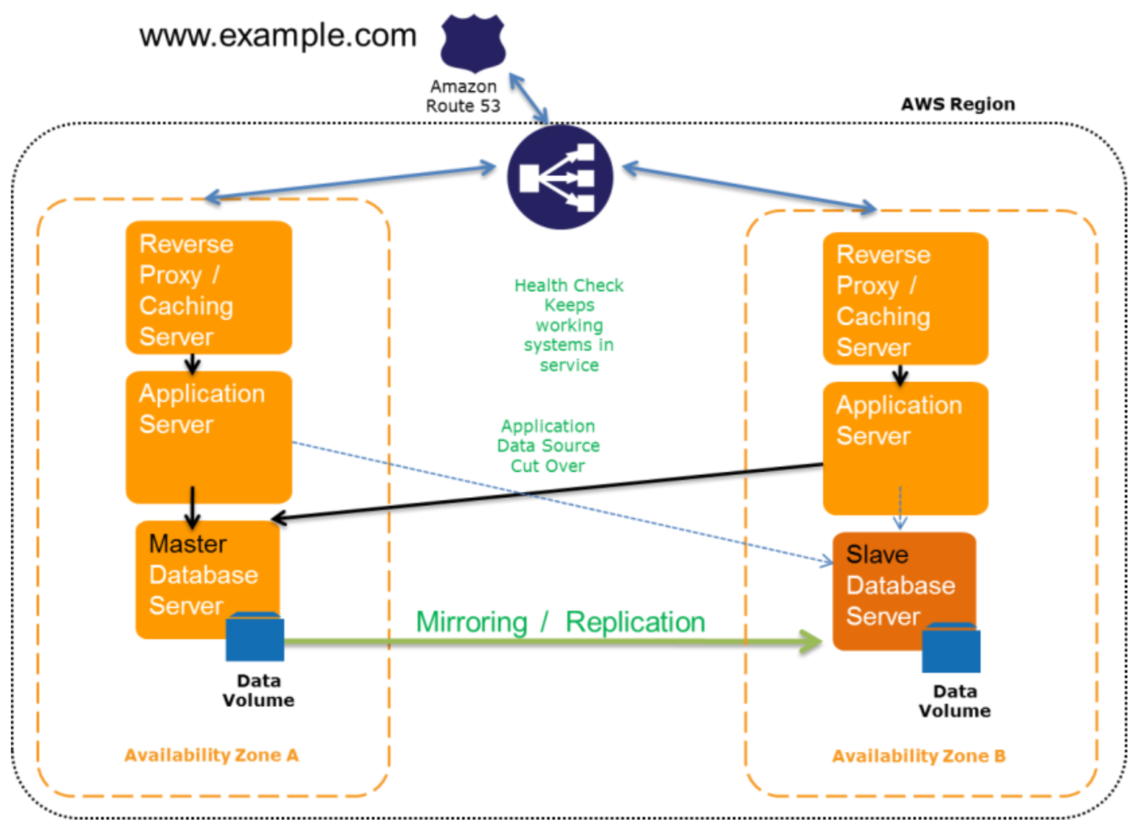 www.example.com
Amazon
Route 53
AWS Region
Reverse
Proxy /
Caching
Server
Application
Server
Master
Database
Server
Data
Volume
Availability Zone A
Health Check
Keeps
working
systems in
service
Application
Data Source
Cut Over
Mirroring / Replication
Reverse
Proxy /
Caching
Server
Application
Server
Slave
Database
Server
Data
Volume
Availability Zone B